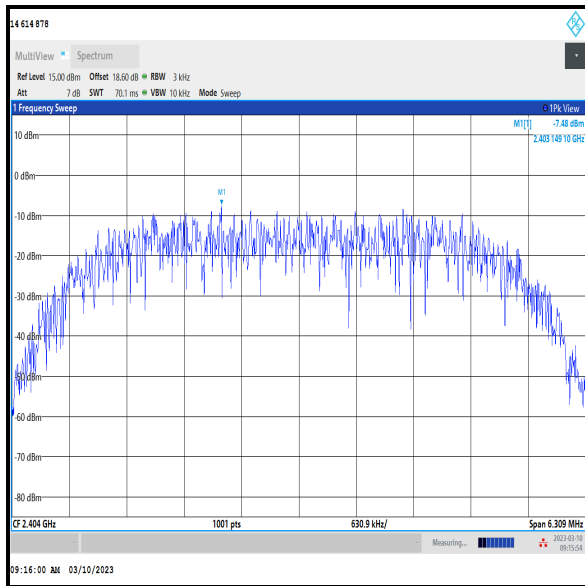 14 614 878
MultiView Spectrum
Ref Level 15.00 dBm Offset 18.60 dB RBW 3 kHz
Att 7 dB SWT 70.1 ms VBW 10 kHz Mode Sweep
1 Frequency Sweep 1Pk View
M1[1] -7.48 dBm
2.403 149 10 GHz
10 dBm
0 dBm
M1
-10 dBm
-20 dBm
-30 dBm
-40 dBm
-50 dBm
-60 dBm
-70 dBm
-80 dBm
CF 2.404 GHz 1001 pts 630.9 kHz/ Span 6.309 MHz
Measuring... 2023-03-10
09:15:54
09:16:00 AM 03/10/2023